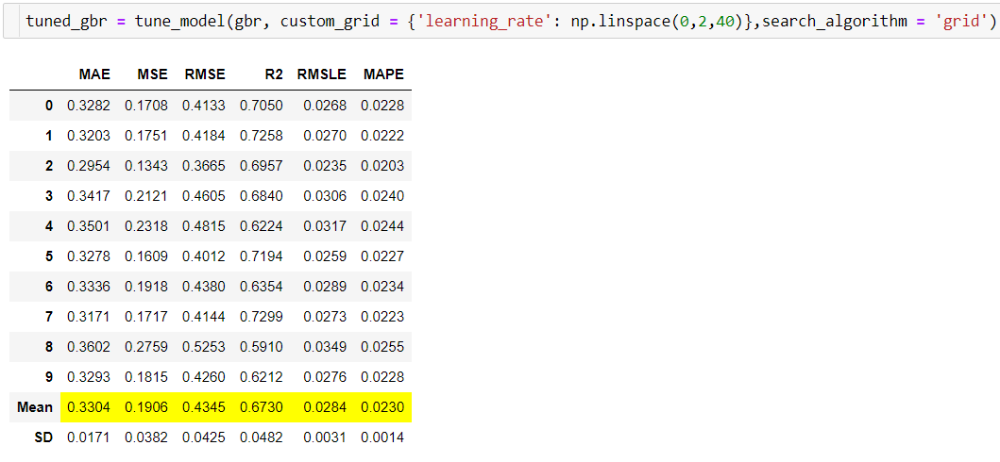 tuned_gbr = tune_model(gbr, custom_grid = {'learning_rate': np.linspace(0,2,40)},search_algorithm = 'grid')
MAE MSE RMSE R2 RMSLE MAPE
0 0.3282 0.1708 0.4133 0.7050 0.0268 0.0228
1 0.3203 0.1751 0.4184 0.7258 0.0270 0.0222
2 0.2954 0.1343 0.3665 0.6957 0.0235 0.0203
3 0.3417 0.2121 0.4605 0.6840 0.0306 0.0240
4 0.3501 0.2318 0.4815 0.6224 0.0317 0.0244
5 0.3278 0.1609 0.4012 0.7194 0.0259 0.0227
6 0.3336 0.1918 0.4380 0.6354 0.0289 0.0234
7 0.3171 0.1717 0.4144 0.7299 0.0273 0.0223
8 0.3602 0.2759 0.5253 0.5910 0.0349 0.0255
9 0.3293 0.1815 0.4260 0.6212 0.0276 0.0228
Mean 0.3304 0.1906 0.4345 0.6730 0.0284 0.0230
SD 0.0171 0.0382 0.0425 0.0482 0.0031 0.0014